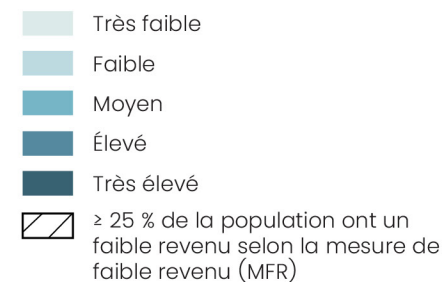 Très faible
Faible
Moyen
Élevé
Très élevé
≥ 25 % de la population ont un
faible revenu selon la mesure de
faible revenu (MFR)